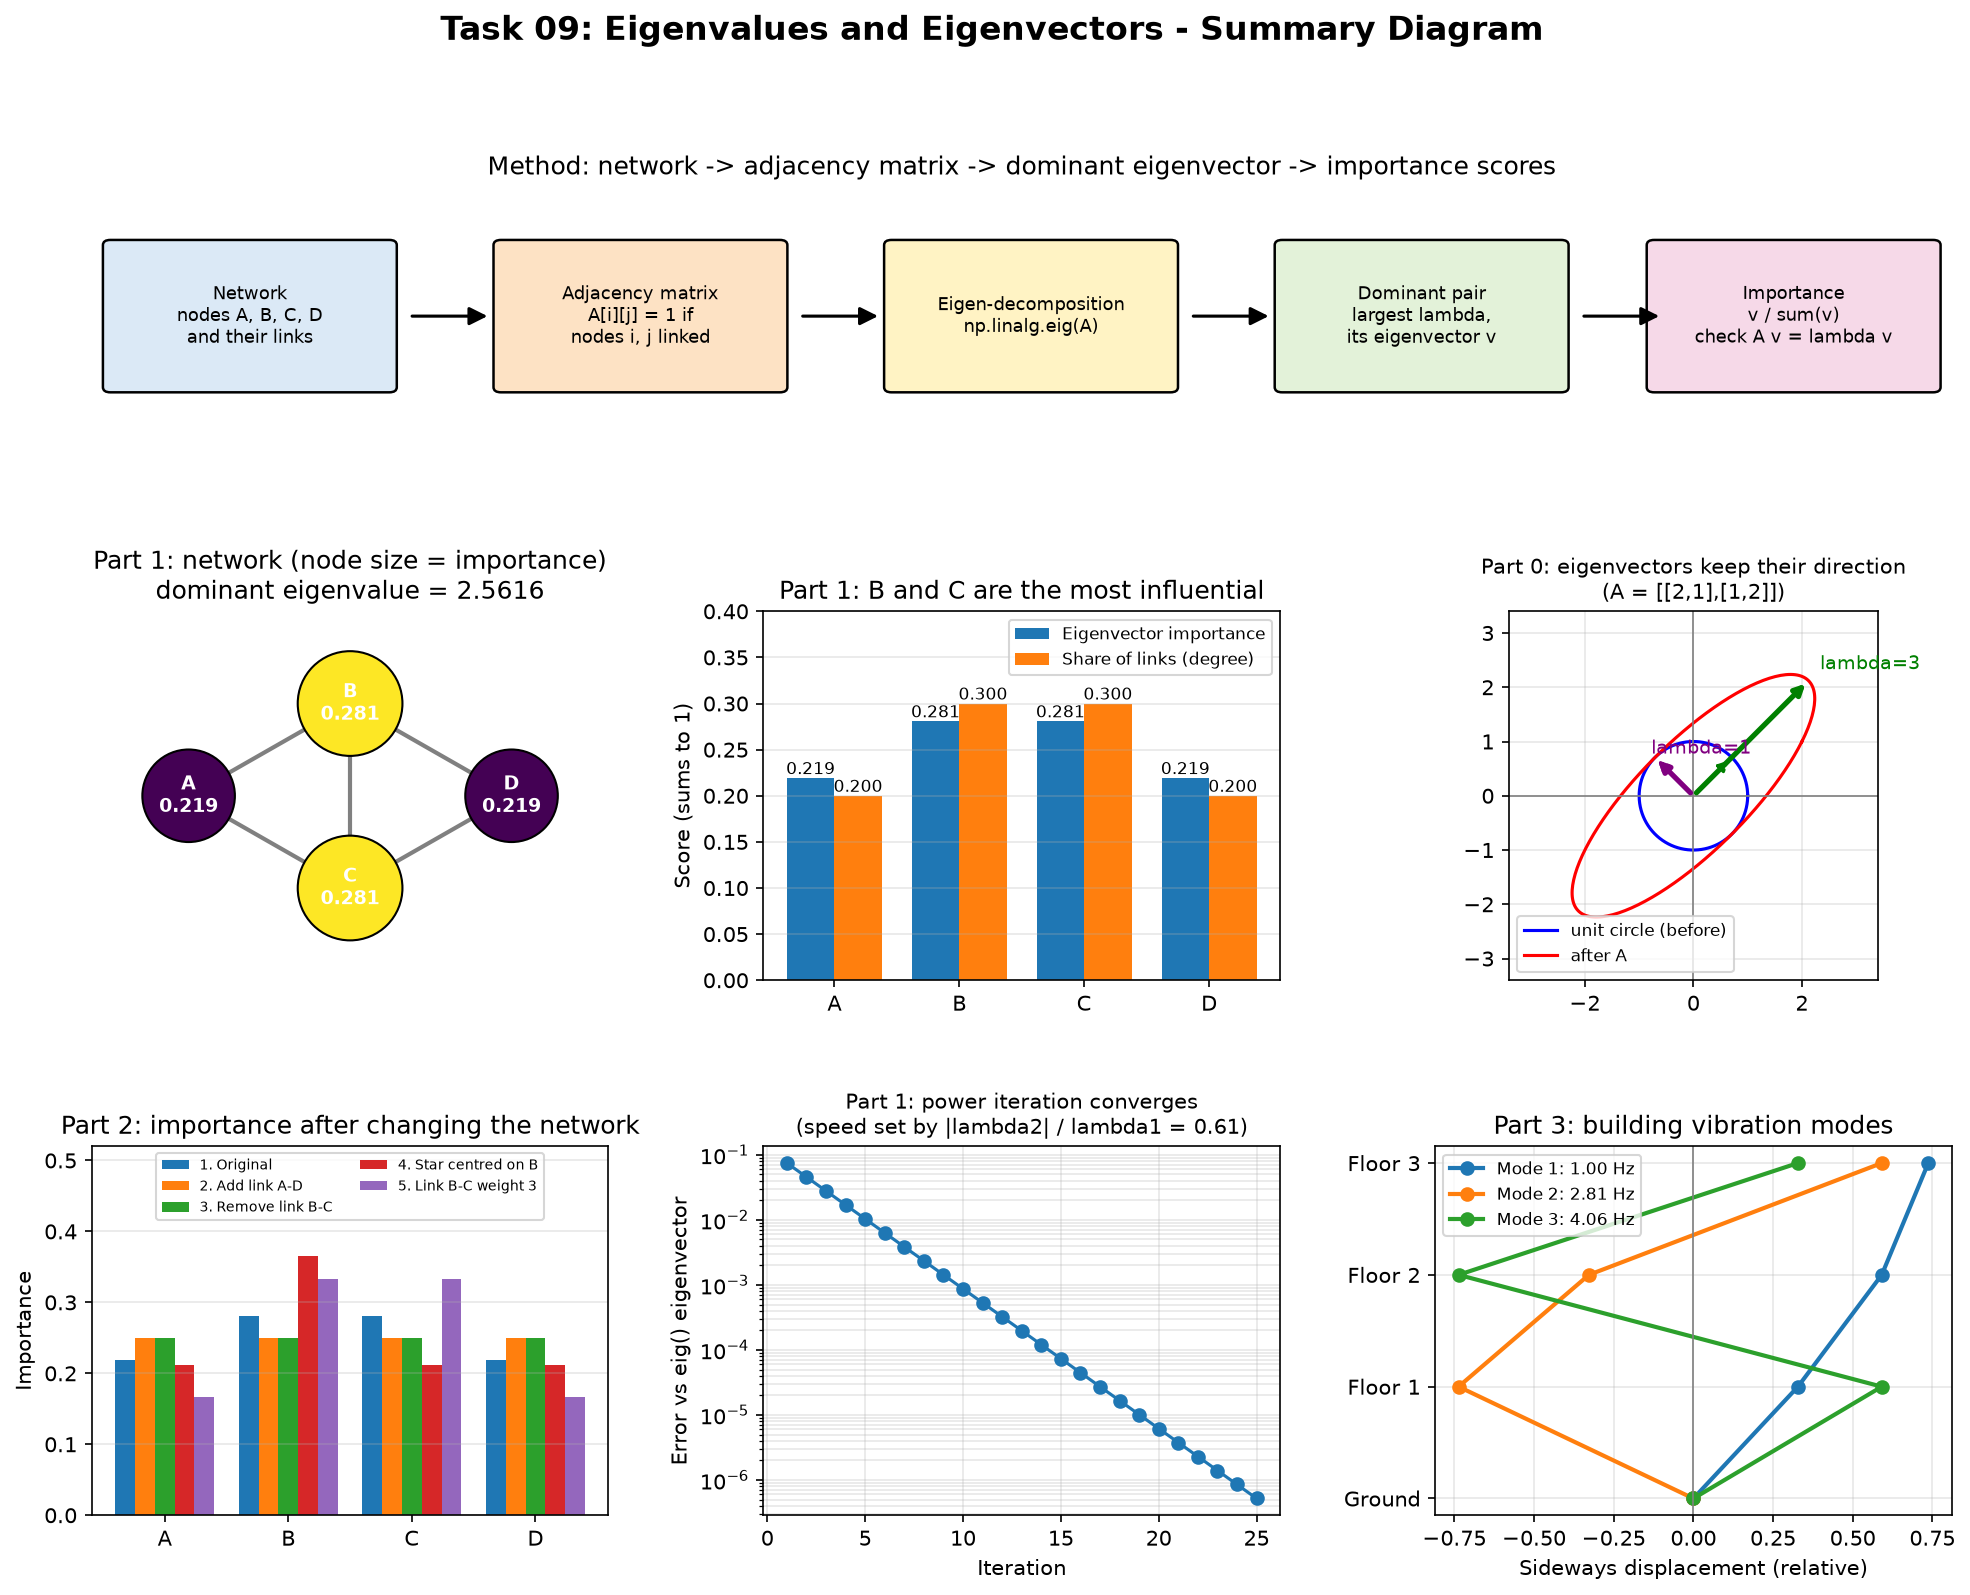 Task 09: Eigenvalues and Eigenvectors - Summary Diagram
Method: network -> adjacency matrix -> dominant eigenvector -> importance scores
Network
nodes A, B, C, D
and their links
Adjacency matrix
A[i][j] = 1 if
nodes i, j linked
Eigen-decomposition
np.linalg.eig(A)
Dominant pair
largest lambda,
its eigenvector v
Importance
v / sum(v)
check A v = lambda v
Part 1: network (node size = importance)
dominant eigenvalue = 2.5616
B
0.281
A
0.219
D
0.219
C
0.281
Part 1: B and C are the most influential
Score (sums to 1)
0.40
0.35
0.30
0.25
0.20
0.15
0.10
0.05
0.00
Eigenvector importance
Share of links (degree)
0.219
0.200
0.281
0.300
0.281
0.300
0.219
0.200
A
B
C
D
Part 0: eigenvectors keep their direction
(A = [[2,1],[1,2]])
3
2
1
0
−1
−2
−3
lambda=3
lambda=1
unit circle (before)
after A
−2
0
2
Part 2: importance after changing the network
Importance
0.5
0.4
0.3
0.2
0.1
0.0
1. Original
2. Add link A-D
3. Remove link B-C
4. Star centred on B
5. Link B-C weight 3
A
B
C
D
Part 1: power iteration converges
(speed set by |lambda2| / lambda1 = 0.61)
Error vs eig() eigenvector
10⁻¹
10⁻²
10⁻³
10⁻⁴
10⁻⁵
10⁻⁶
0
5
10
15
20
25
Iteration
Part 3: building vibration modes
Floor 3
Floor 2
Floor 1
Ground
Mode 1: 1.00 Hz
Mode 2: 2.81 Hz
Mode 3: 4.06 Hz
−0.75
−0.50
−0.25
0.00
0.25
0.50
0.75
Sideways displacement (relative)